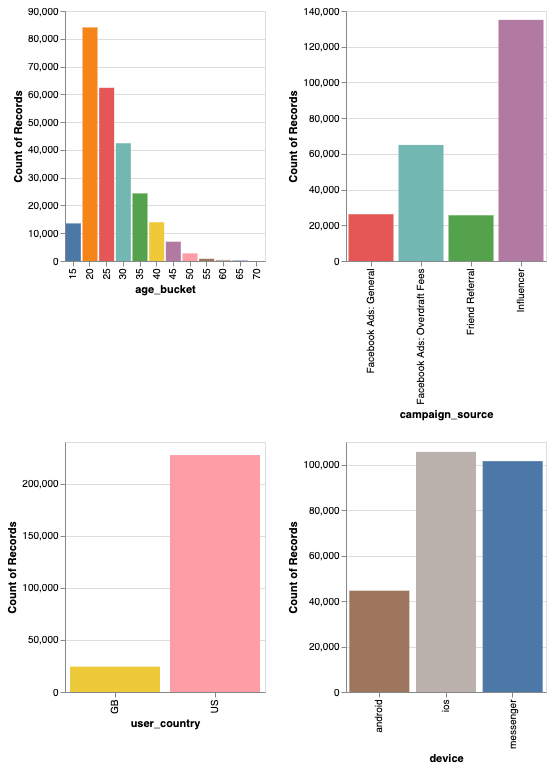 90,000
80,000
70,000
60,000
50,000
40,000
30,000
20,000
10,000
0
Count of Records
15 20 25 30 35 40 45 50 55 60 65 70
age_bucket
140,000
120,000
100,000
80,000
60,000
40,000
20,000
0
Count of Records
Facebook Ads: General
Facebook Ads: Overdraft Fees
Friend Referral
Influencer
campaign_source
200,000
150,000
100,000
50,000
0
Count of Records
GB
US
user_country
100,000
80,000
60,000
40,000
20,000
0
Count of Records
android
ios
messenger
device